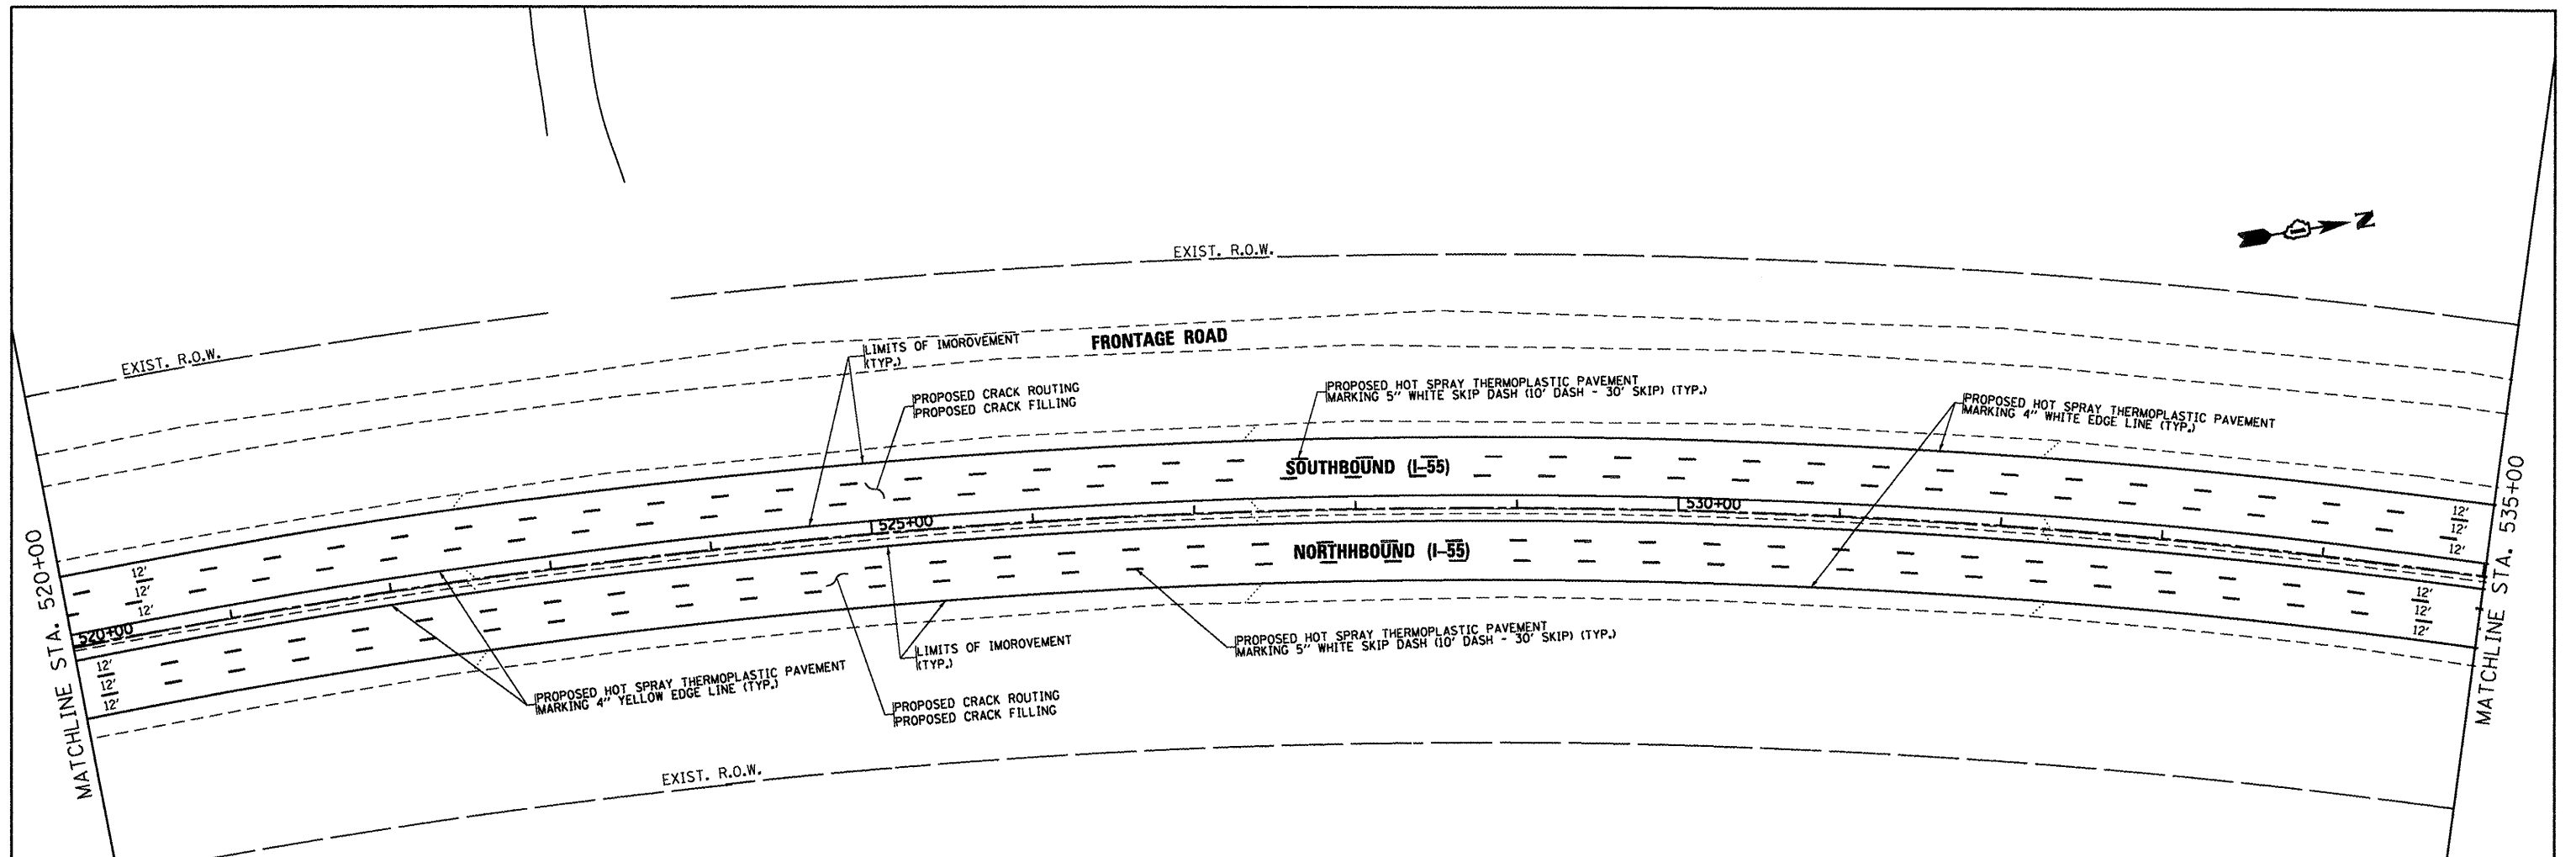 N
EXIST. R.O.W.
EXIST. R.O.W.
FRONTAGE ROAD
LIMITS OF IMOROVEMENT
(TYP.)
PROPOSED CRACK ROUTING
PROPOSED CRACK FILLING
PROPOSED HOT SPRAY THERMOPLASTIC PAVEMENT
MARKING 5" WHITE SKIP DASH (10' DASH - 30' SKIP) (TYP.)
PROPOSED HOT SPRAY THERMOPLASTIC PAVEMENT
MARKING 4" WHITE EDGE LINE (TYP.)
SOUTHBOUND (I-55)
525+00
530+00
NORTHHBOUND (I-55)
MATCHLINE STA. 520+00
12'
12'
12'
520+00
12'
12'
12'
12'
12'
12'
12'
12'
12'
MATCHLINE STA. 535+00
PROPOSED HOT SPRAY THERMOPLASTIC PAVEMENT
MARKING 4" YELLOW EDGE LINE (TYP.)
LIMITS OF IMOROVEMENT
(TYP.)
PROPOSED CRACK ROUTING
PROPOSED CRACK FILLING
PROPOSED HOT SPRAY THERMOPLASTIC PAVEMENT
MARKING 5" WHITE SKIP DASH (10' DASH - 30' SKIP) (TYP.)
EXIST. R.O.W.